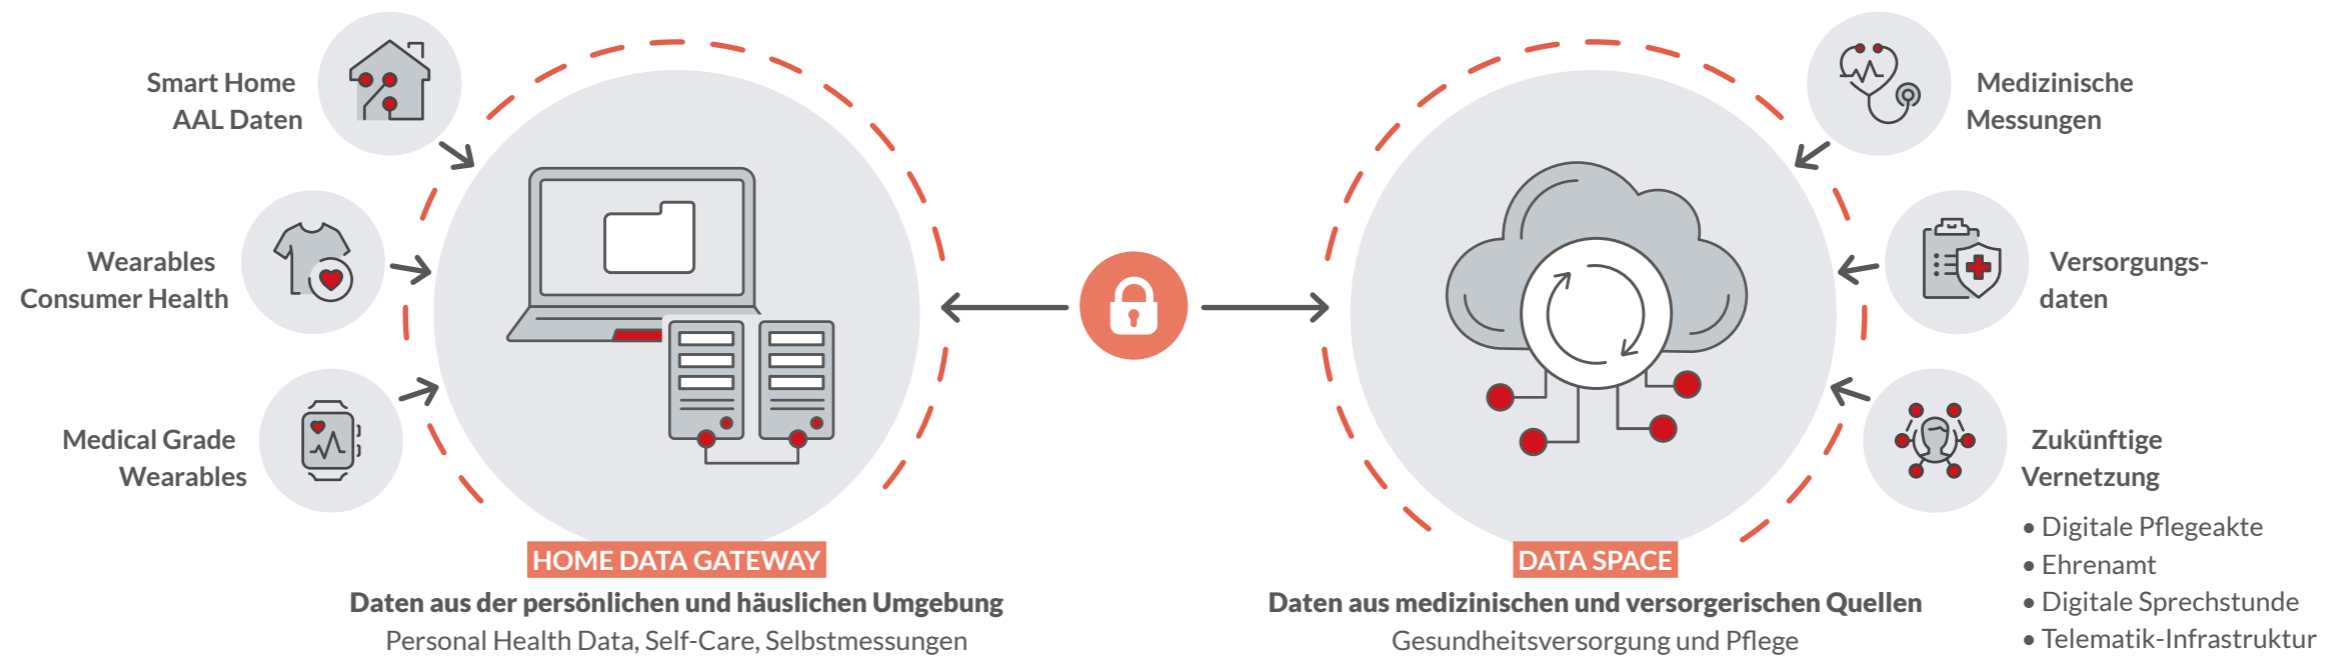 Smart Home
AAL Daten
Wearables
Consumer Health
Medical Grade
Wearables
HOME DATA GATEWAY
Daten aus der persönlichen und häuslichen Umgebung
Personal Health Data, Self-Care, Selbstmessungen
Medizinische
Messungen
Versorgungs-
daten
Zukünftige
Vernetzung
• Digitale Pflegeakte
• Ehrenamt
• Digitale Sprechstunde
• Telematik-Infrastruktur
DATA SPACE
Daten aus medizinischen und versorgerischen Quellen
Gesundheitsversorgung und Pflege